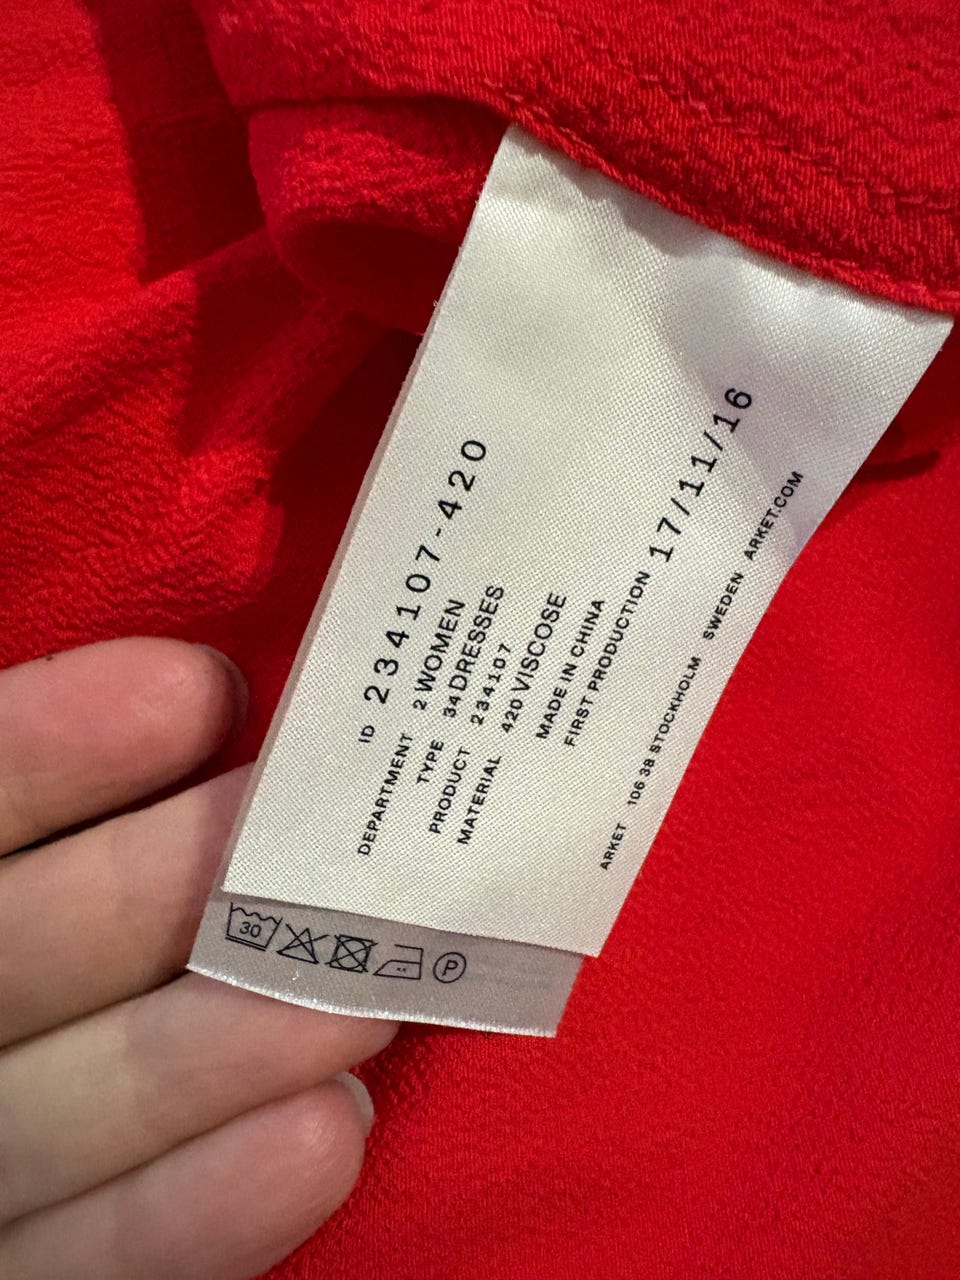 ID 234107-420
DEPARTMENT 2 WOMEN
TYPE 34 DRESSES
PRODUCT 234107
MATERIAL 420 VISCOSE
MADE IN CHINA
FIRST PRODUCTION 17/11/16
ARKET 106 38 STOCKHOLM SWEDEN ARKET.COM
30
P